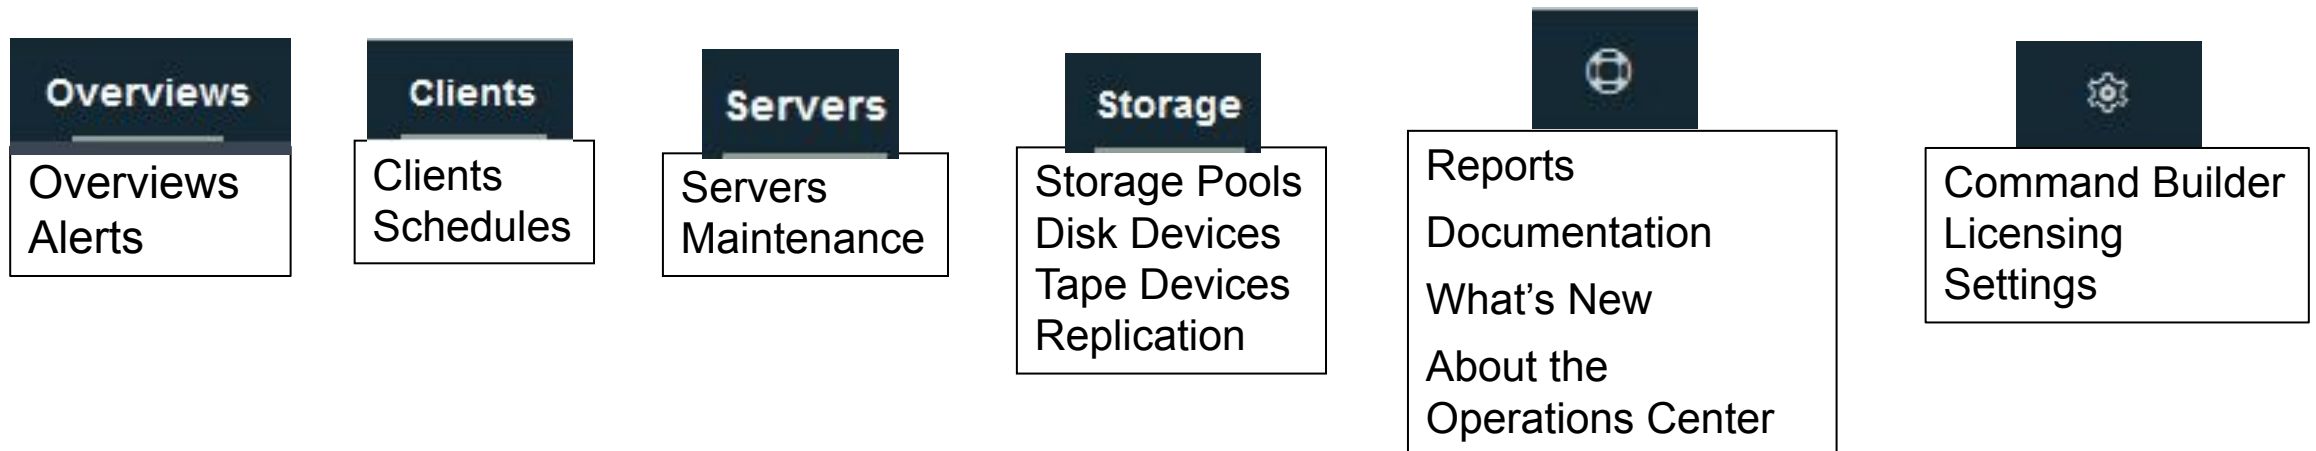 Overviews
Overviews
Alerts
Clients
Clients
Schedules
Servers
Servers
Maintenance
Storage
Storage Pools
Disk Devices
Tape Devices
Replication
Reports
Documentation
What’s New
About the
Operations Center
Command Builder
Licensing
Settings